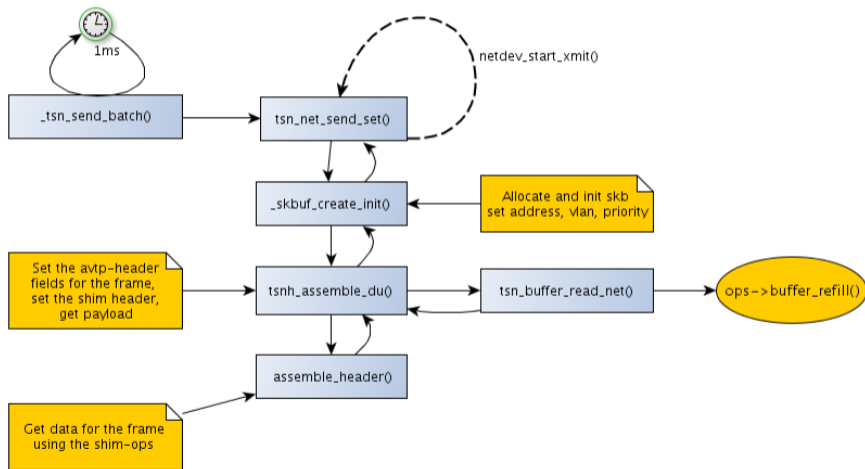 1ms
netdev_start_xmit()
_tsn_send_batch()
tsn_net_send_set()
_skbuf_create_init()
Allocate and init skb
set address, vlan, priority
Set the avtp-header
fields for the frame,
set the shim header,
get payload
tsnh_assemble_du()
tsn_buffer_read_net()
ops->buffer_refill()
assemble_header()
Get data for the frame
using the shim-ops